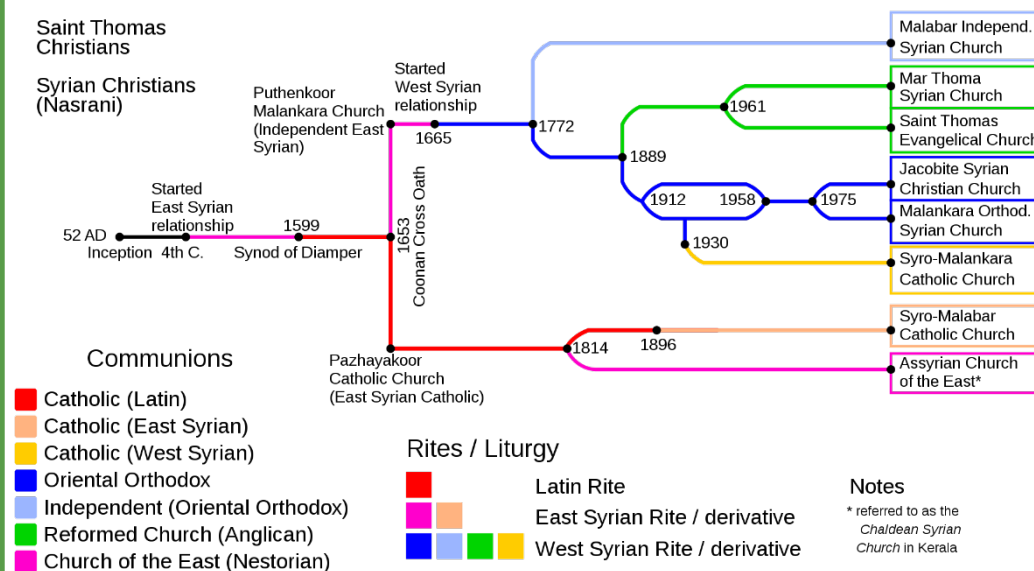 Saint Thomas
Christians
Syrian Christians
(Nasrani)
52 AD
Inception
Started
East Syrian
relationship
4th C.
1599
Synod of Diamper
1653
Coonan Cross Oath
Puthenkoor
Malankara Church
(Independent East
Syrian)
Started
West Syrian
relationship
1665
1772
1889
1961
1912
1958
1975
1930
Pazhayakoor
Catholic Church
(East Syrian Catholic)
1814
1896
Malabar Independ.
Syrian Church
Mar Thoma
Syrian Church
Saint Thomas
Evangelical Church
Jacobite Syrian
Christian Church
Malankara Orthod.
Syrian Church
Syro-Malankara
Catholic Church
Syro-Malabar
Catholic Church
Assyrian Church
of the East*
Communions
Catholic (Latin)
Catholic (East Syrian)
Catholic (West Syrian)
Oriental Orthodox
Independent (Oriental Orthodox)
Reformed Church (Anglican)
Church of the East (Nestorian)
Rites / Liturgy
Latin Rite
East Syrian Rite / derivative
West Syrian Rite / derivative
Notes
* referred to as the
Chaldean Syrian
Church in Kerala